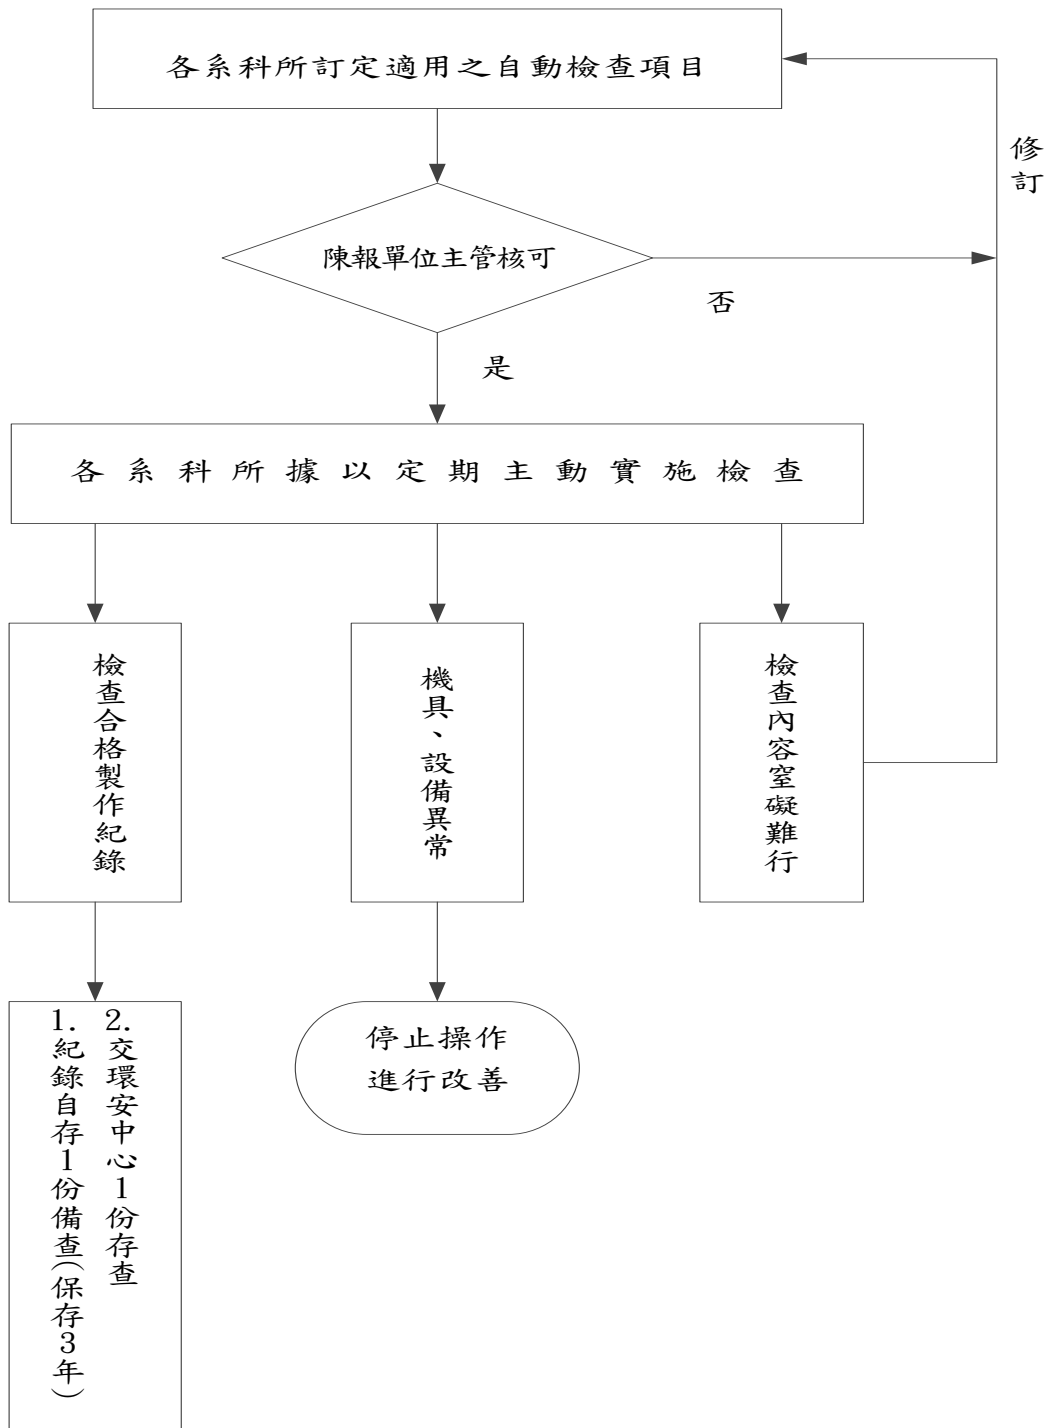 各系科所訂定適用之自動檢查項目
修訂
陳報單位主管核可
否
是
各系科所據以定期主動實施檢查
檢查合格製作紀錄
機具、設備異常
檢查內容窒礙難行
1.紀錄自存1份備查(保存3年)
2.交環安中心1份存查
停止操作
進行改善